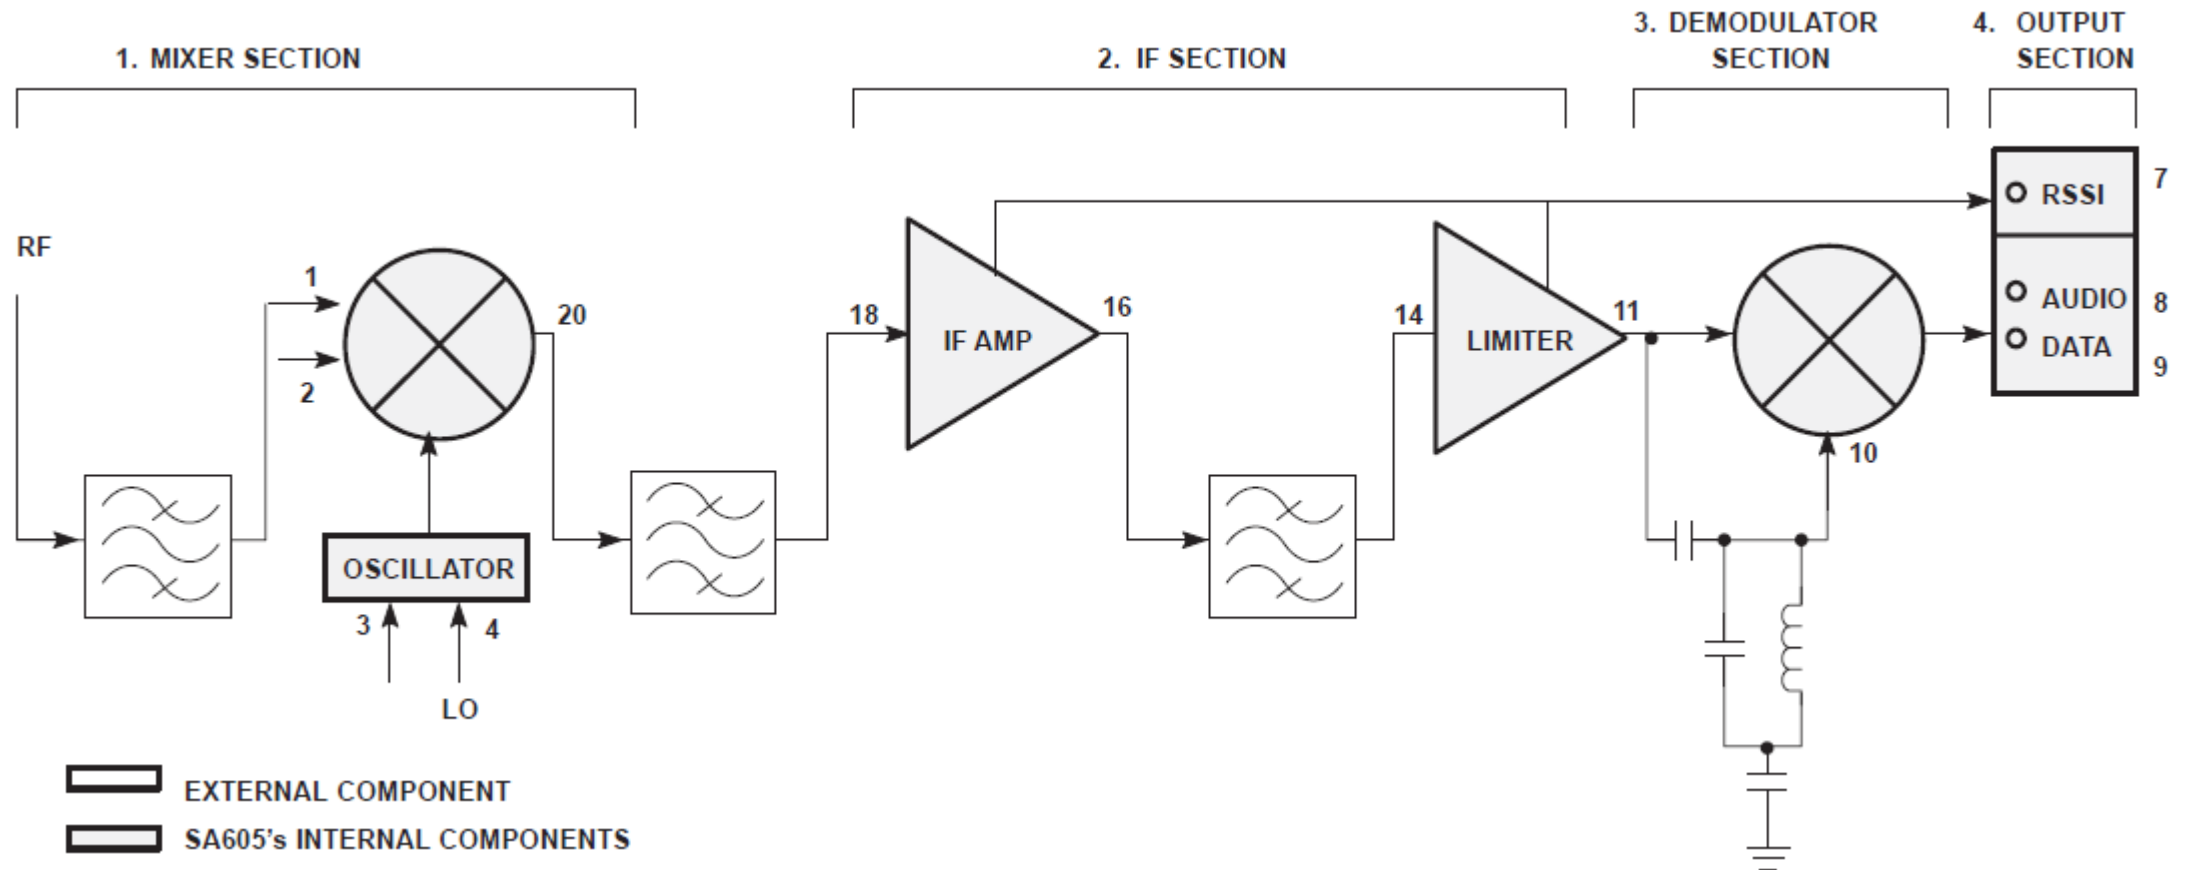 1. MIXER SECTION
2. IF SECTION
3. DEMODULATOR
SECTION
4. OUTPUT
SECTION
RF
1
2
20
18
IF AMP
16
14
LIMITER
11
10
RSSI
7
AUDIO
8
DATA
9
OSCILLATOR
3
4
LO
EXTERNAL COMPONENT
SA605's INTERNAL COMPONENTS